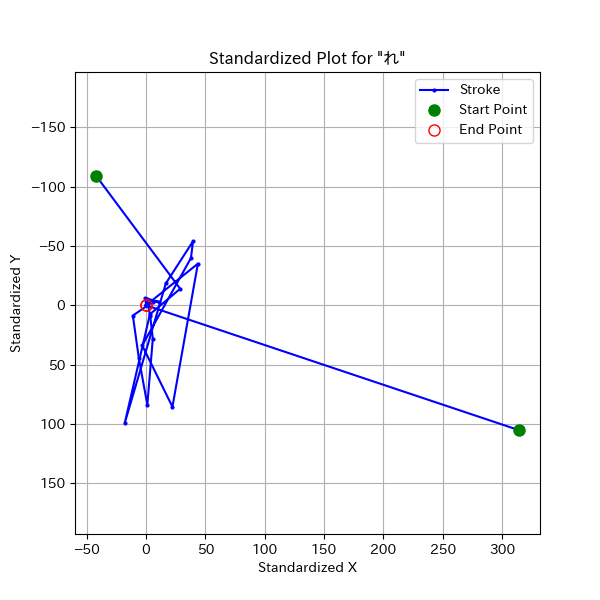 Standardized Plot for "れ"
Stroke
Start Point
End Point
Standardized Y
−150
−100
−50
0
50
100
150
−50 0 50 100 150 200 250 300
Standardized X